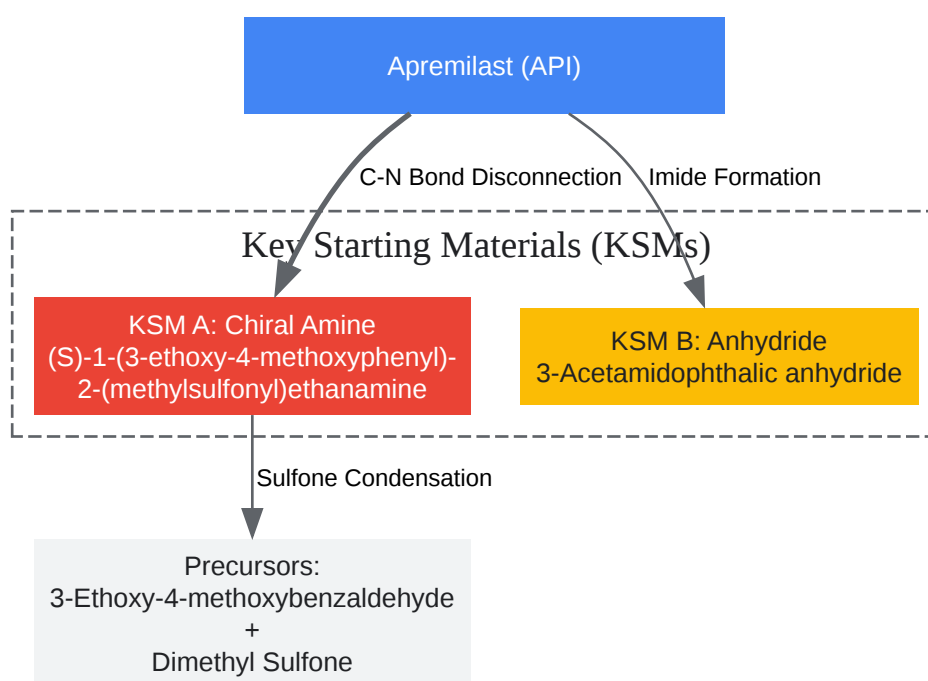 Apremilast (API)
C-N Bond Disconnection
Imide Formation
Key Starting Materials (KSMs)
KSM A: Chiral Amine
(S)-1-(3-ethoxy-4-methoxyphenyl)-
2-(methylsulfonyl)ethanamine
KSM B: Anhydride
3-Acetamidophthalic anhydride
Sulfone Condensation
Precursors:
3-Ethoxy-4-methoxybenzaldehyde
+
Dimethyl Sulfone